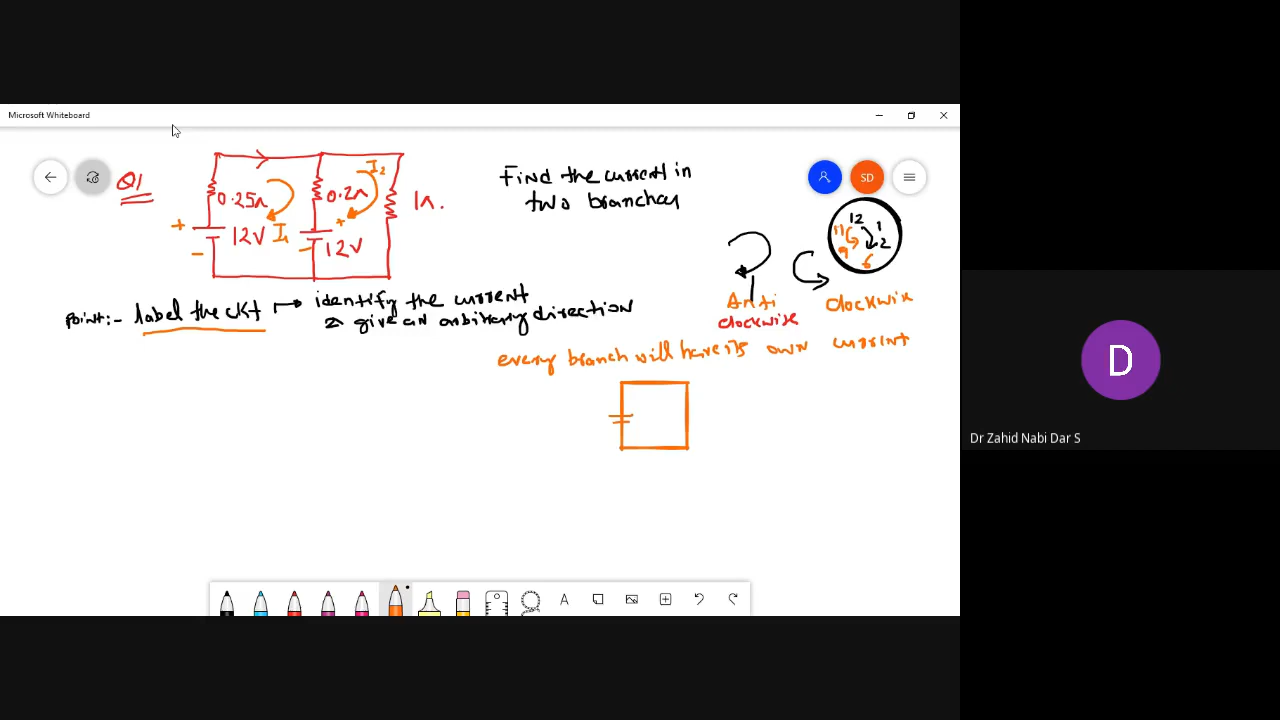 Microsoft Whiteboard
Q1
0.25Ω
0.2Ω
1Ω.
I2
I1
+
-
12V
+
-
12V
Find the current in
two branches
SD
12
1
2
11
9
6
Point:- label the CKT → identify the current
& give an arbitrary direction
Anti
clockwise
clockwise
every branch will have its own current
D
Dr Zahid Nabi Dar S
A